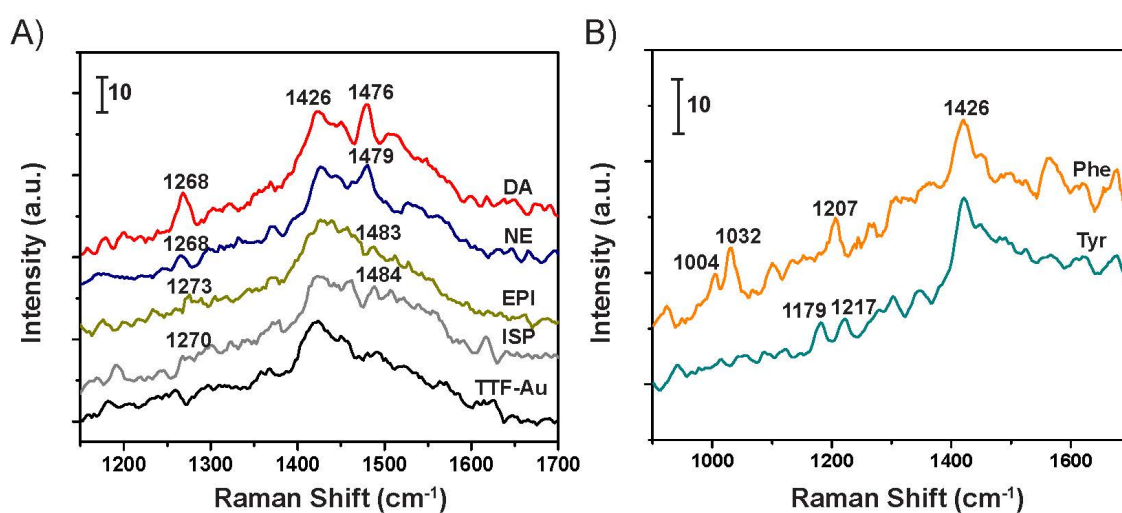 A)
10
1426
1476
1479
1268
DA
1268
NE
1483
1273
1484
EPI
1270
ISP
TTF-Au
Intensity (a.u.)
1200 1300 1400 1500 1600 1700
Raman Shift (cm⁻¹)
B)
10
1426
Phe
1207
1032
1004
Tyr
1179 1217
Intensity (a.u.)
1000 1200 1400 1600
Raman Shift (cm⁻¹)